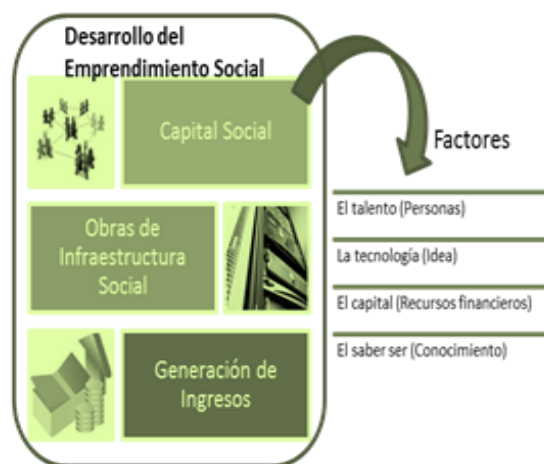 Desarrollo del
Emprendimiento Social
Capital Social
Obras de
Infraestructura
Social
Generación de
Ingresos
Factores
El talento (Personas)
La tecnología (Idea)
El capital (Recursos financieros)
El saber ser (Conocimiento)